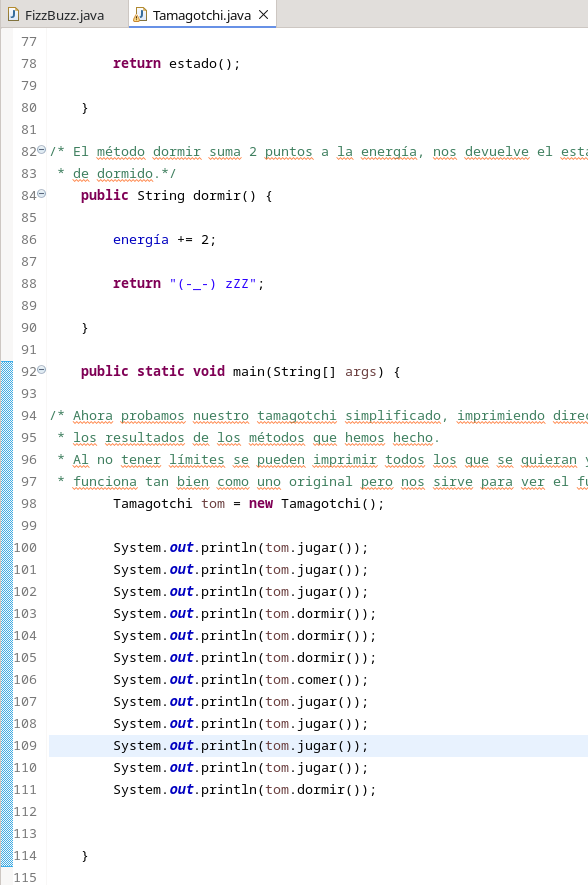 FizzBuzz.java Tamagotchi.java
77
78 return estado();
79
80 }
81
82 /* El método dormir suma 2 puntos a la energía, nos devuelve el
83 * de dormido.*/
84 public String dormir() {
85
86 energía += 2;
87
88 return "(-_-) zZZ";
89
90 }
91
92 public static void main(String[] args) {
93
94 /* Ahora probamos nuestro tamagotchi simplificado, imprimiendo
95 * los resultados de los métodos que hemos hecho.
96 * Al no tener límites se pueden imprimir todos los que se quieran
97 * funciona tan bien como uno original pero nos sirve para ver el
98 Tamagotchi tom = new Tamagotchi();
99
100 System.out.println(tom.jugar());
101 System.out.println(tom.jugar());
102 System.out.println(tom.jugar());
103 System.out.println(tom.dormir());
104 System.out.println(tom.dormir());
105 System.out.println(tom.dormir());
106 System.out.println(tom.comer());
107 System.out.println(tom.jugar());
108 System.out.println(tom.jugar());
109 System.out.println(tom.jugar());
110 System.out.println(tom.jugar());
111 System.out.println(tom.dormir());
112
113
114 }
115